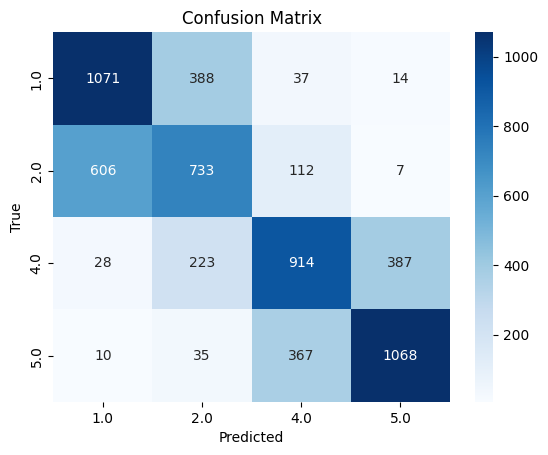 Confusion Matrix
1.0 1071 388 37 14
2.0 606 733 112 7
4.0 28 223 914 387
5.0 10 35 367 1068
1.0 2.0 4.0 5.0
Predicted
True
1000
800
600
400
200